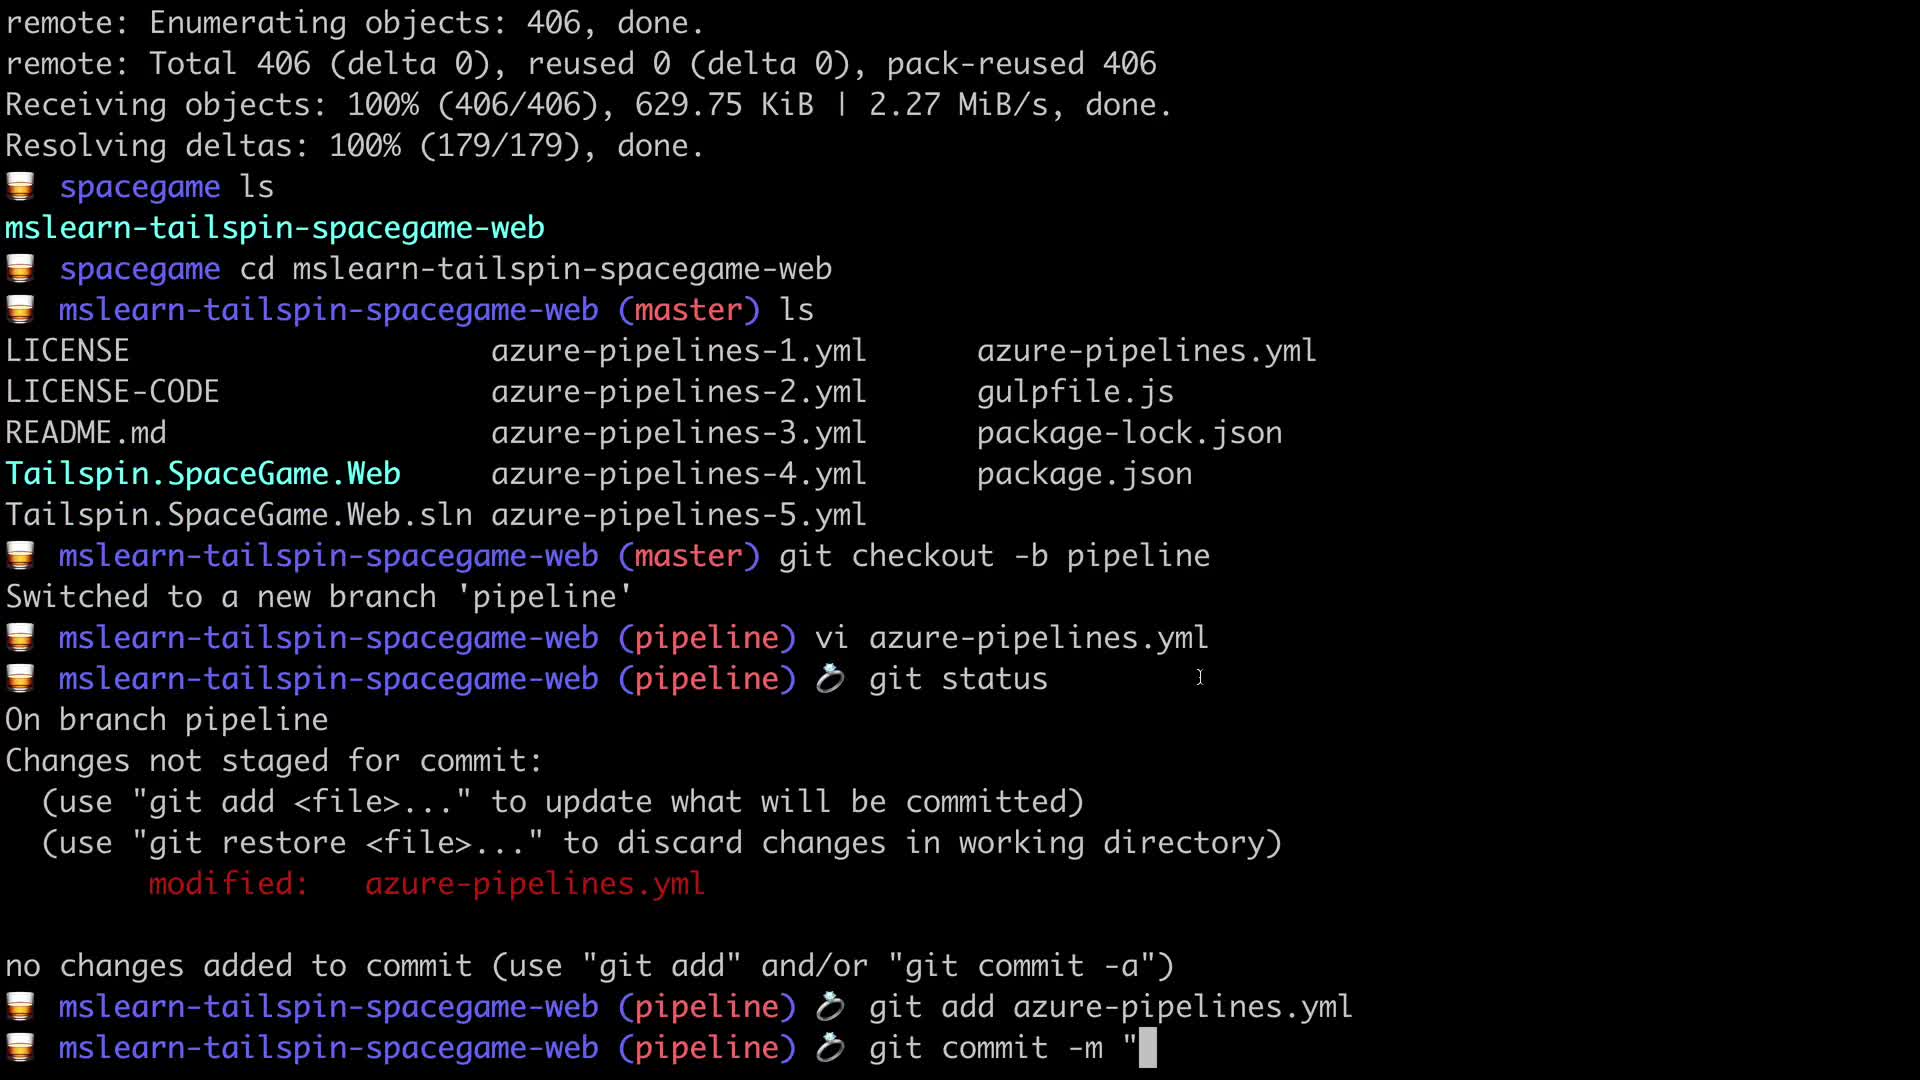 remote: Enumerating objects: 406, done.
remote: Total 406 (delta 0), reused 0 (delta 0), pack-reused 406
Receiving objects: 100% (406/406), 629.75 KiB | 2.27 MiB/s, done.
Resolving deltas: 100% (179/179), done.
🥃 spacegame ls
mslearn-tailspin-spacegame-web
🥃 spacegame cd mslearn-tailspin-spacegame-web
🥃 mslearn-tailspin-spacegame-web (master) ls
LICENSE azure-pipelines-1.yml azure-pipelines.yml
LICENSE-CODE azure-pipelines-2.yml gulpfile.js
README.md azure-pipelines-3.yml package-lock.json
Tailspin.SpaceGame.Web azure-pipelines-4.yml package.json
Tailspin.SpaceGame.Web.sln azure-pipelines-5.yml
🥃 mslearn-tailspin-spacegame-web (master) git checkout -b pipeline
Switched to a new branch 'pipeline'
🥃 mslearn-tailspin-spacegame-web (pipeline) vi azure-pipelines.yml
🥃 mslearn-tailspin-spacegame-web (pipeline) 💍 git status
On branch pipeline
Changes not staged for commit:
  (use "git add <file>..." to update what will be committed)
  (use "git restore <file>..." to discard changes in working directory)
        modified:   azure-pipelines.yml
no changes added to commit (use "git add" and/or "git commit -a")
🥃 mslearn-tailspin-spacegame-web (pipeline) 💍 git add azure-pipelines.yml
🥃 mslearn-tailspin-spacegame-web (pipeline) 💍 git commit -m "